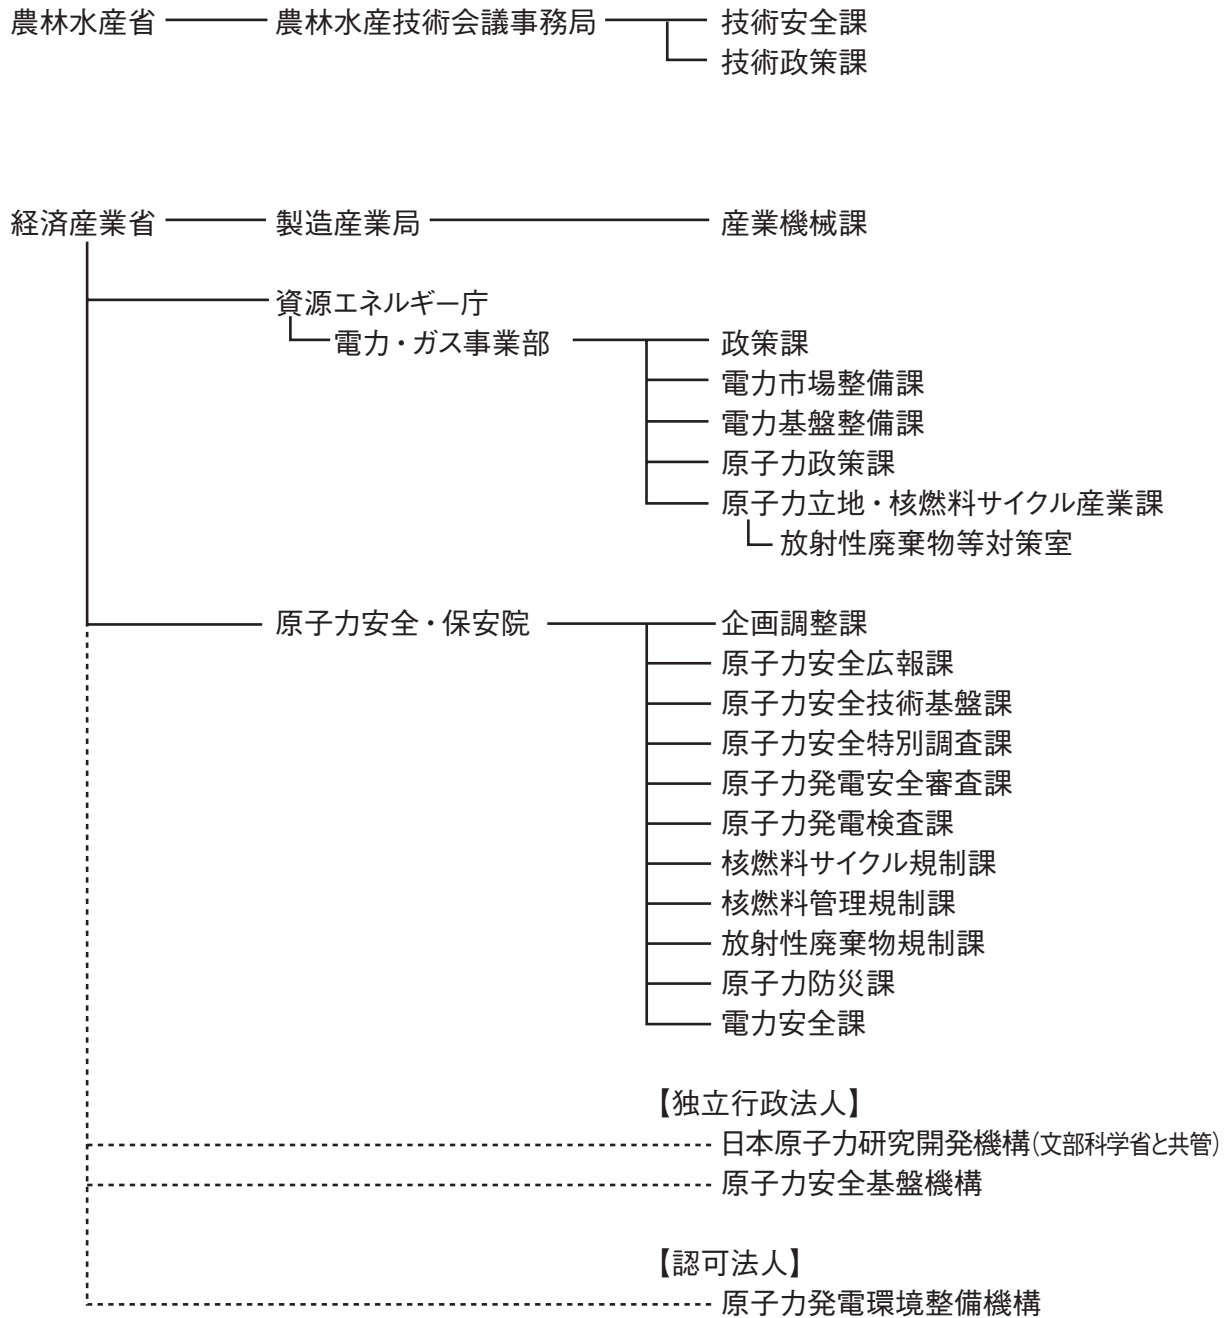 農林水産省 農林水産技術会議事務局 技術安全課
技術政策課
経済産業省 製造産業局 産業機械課
資源エネルギー庁
電力・ガス事業部 政策課
電力市場整備課
電力基盤整備課
原子力政策課
原子力立地・核燃料サイクル産業課
放射性廃棄物等対策室
原子力安全・保安院 企画調整課
原子力安全広報課
原子力安全技術基盤課
原子力安全特別調査課
原子力発電安全審査課
原子力発電検査課
核燃料サイクル規制課
核燃料管理規制課
放射性廃棄物規制課
原子力防災課
電力安全課
【独立行政法人】
日本原子力研究開発機構(文部科学省と共管)
原子力安全基盤機構
【認可法人】
原子力発電環境整備機構